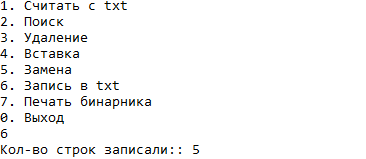 1. Считать с txt
2. Поиск
3. Удаление
4. Вставка
5. Замена
6. Запись в txt
7. Печать бинарника
0. Выход
6
Кол-во строк записали:: 5